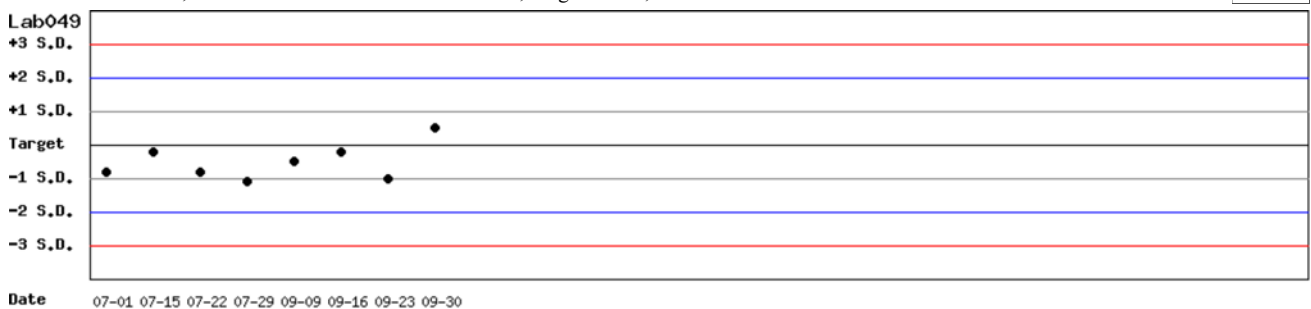 Lab049
+3 S.D.
+2 S.D.
+1 S.D.
Target
-1 S.D.
-2 S.D.
-3 S.D.
Date 07-01 07-15 07-22 07-29 09-09 09-16 09-23 09-30